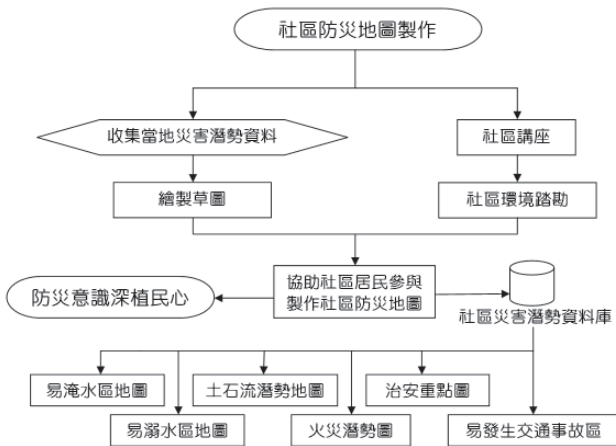 社區防災地圖製作
收集當地災害潛勢資料
社區講座
繪製草圖
社區環境踏勘
協助社區居民參與
製作社區防災地圖
防災意識深植民心
社區災害潛勢資料庫
易淹水區地圖
土石流潛勢地圖
治安重點圖
易溺水區地圖
火災潛勢圖
易發生交通事故區